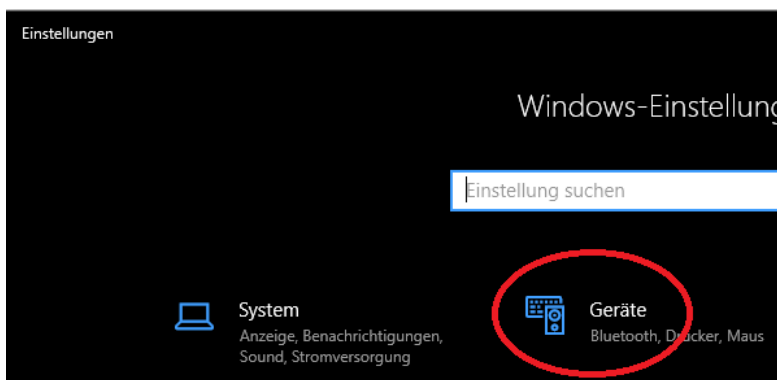 Einstellungen
Windows-Einstellung
Einstellung suchen
System
Anzeige, Benachrichtigungen,
Sound, Stromversorgung
Geräte
Bluetooth, Drucker, Maus